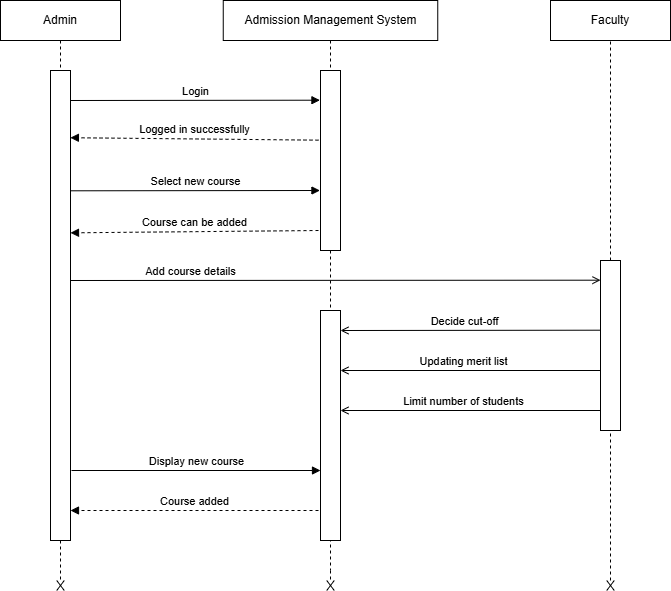 Admin
Admission Management System
Faculty
Login
Logged in successfully
Select new course
Course can be added
Add course details
Decide cut-off
Updating merit list
Limit number of students
Display new course
Course added
X
X
X